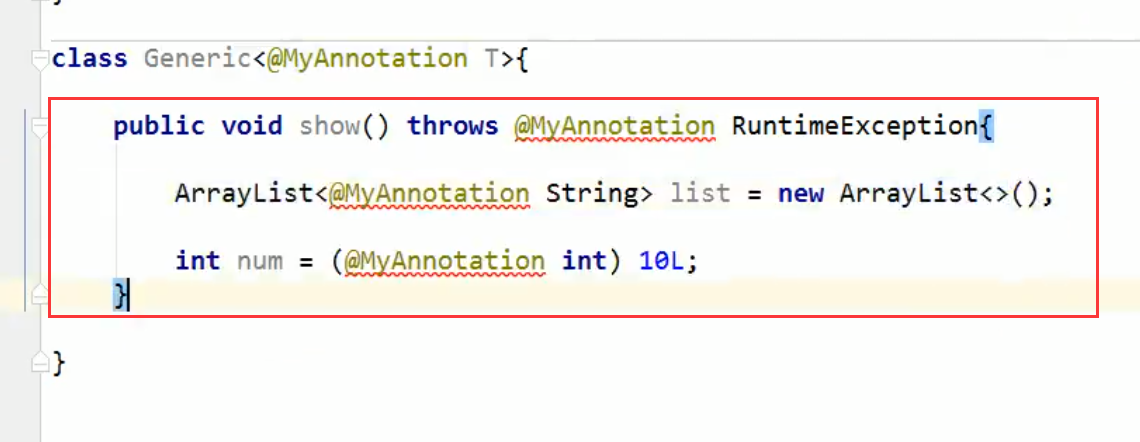 class Generic<@MyAnnotation T>{
public void show() throws @MyAnnotation RuntimeException{
ArrayList<@MyAnnotation String> list = new ArrayList<>();
int num = (@MyAnnotation int) 10L;
}
}